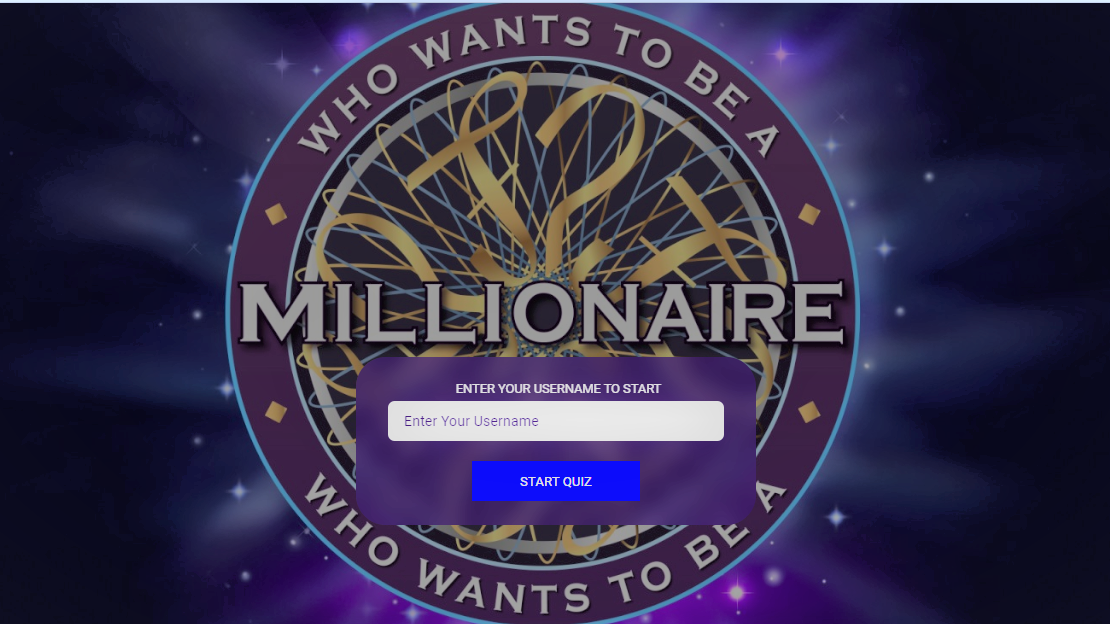 WHO WANTS TO BE A
MILLIONAIRE
ENTER YOUR USERNAME TO START
Enter Your Username
START QUIZ
WHO WANTS TO BE A